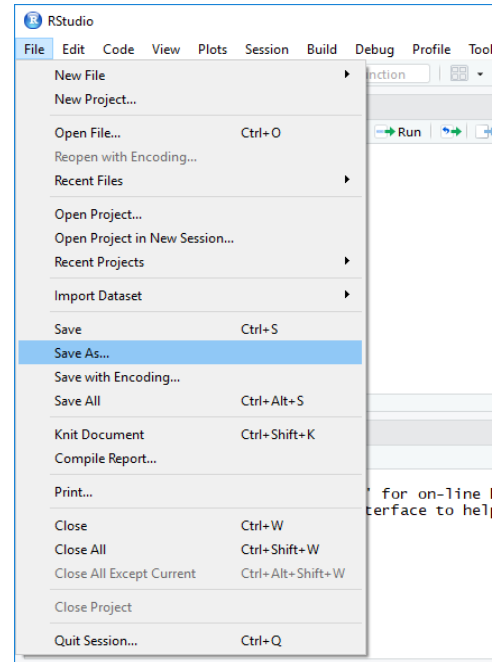 RStudio
File Edit Code View Plots Session Build Debug Profile
New File
New Project...
Open File... Ctrl+O
Reopen with Encoding...
Recent Files
Open Project...
Open Project in New Session...
Recent Projects
Import Dataset
Save Ctrl+S
Save As...
Save with Encoding...
Save All Ctrl+Alt+S
Knit Document Ctrl+Shift+K
Compile Report...
Print...
Close Ctrl+W
Close All Ctrl+Shift+W
Close All Except Current Ctrl+Alt+Shift+W
Close Project
Quit Session... Ctrl+Q
Run
' for on-line
terface to help